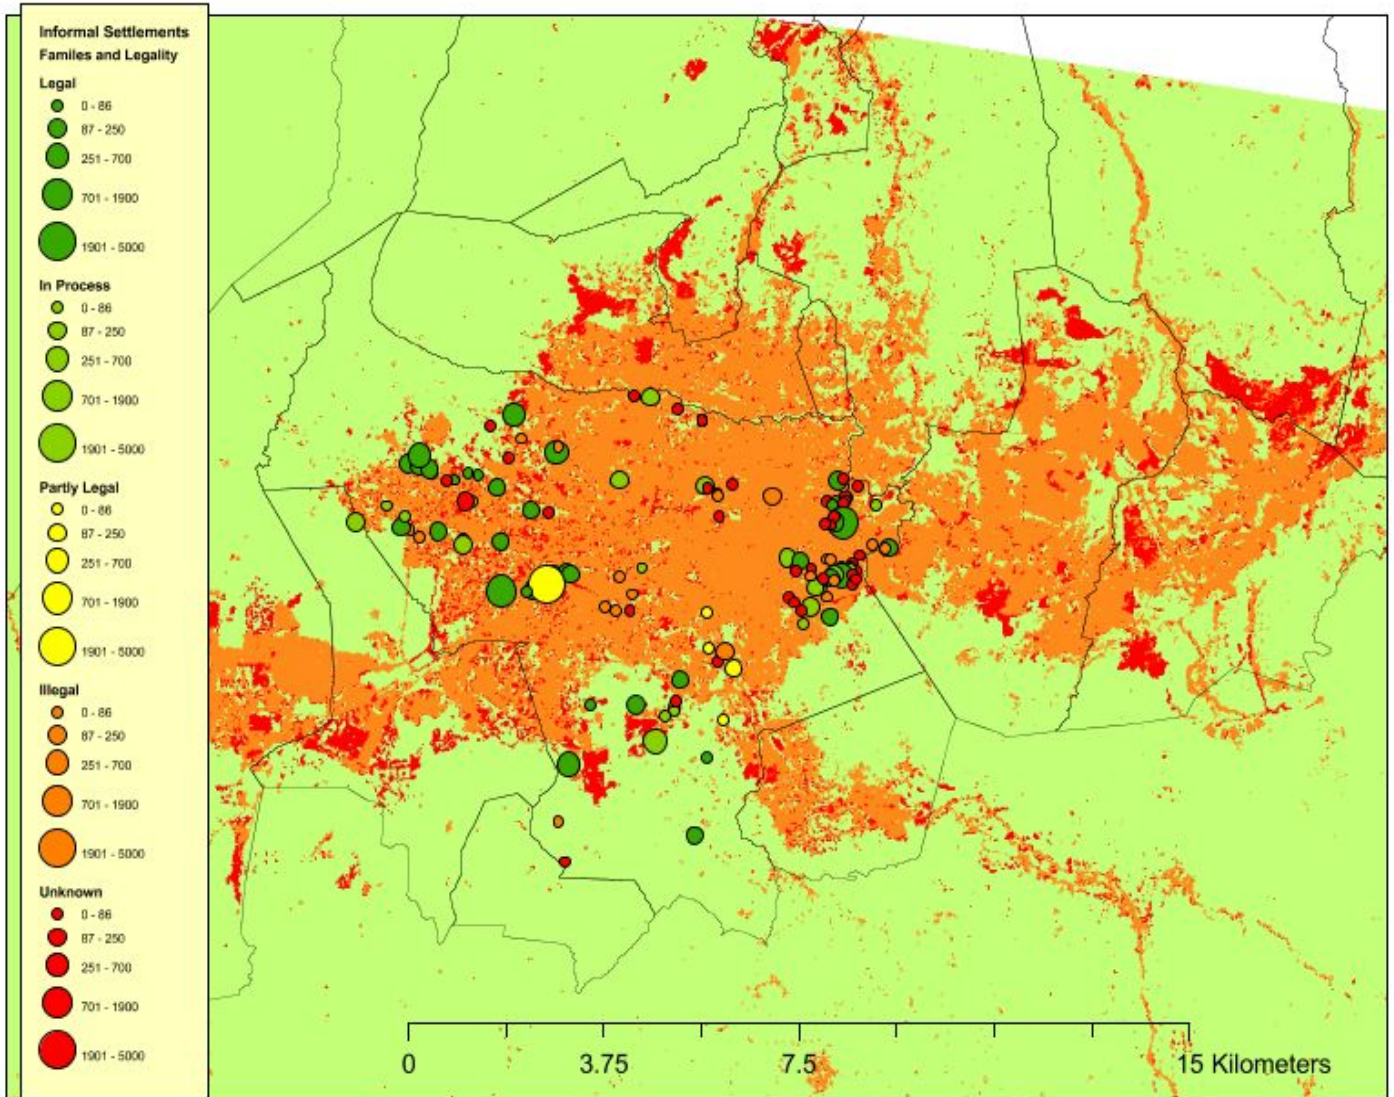 Informal Settlements
Familes and Legality
Legal
0 - 86
87 - 250
251 - 700
701 - 1900
1901 - 5000
In Process
0 - 86
87 - 250
251 - 700
701 - 1900
1901 - 5000
Partly Legal
0 - 86
87 - 250
251 - 700
701 - 1900
1901 - 5000
Illegal
0 - 86
87 - 250
251 - 700
701 - 1900
1901 - 5000
Unknown
0 - 86
87 - 250
251 - 700
701 - 1900
1901 - 5000
0 3.75 7.5 15 Kilometers